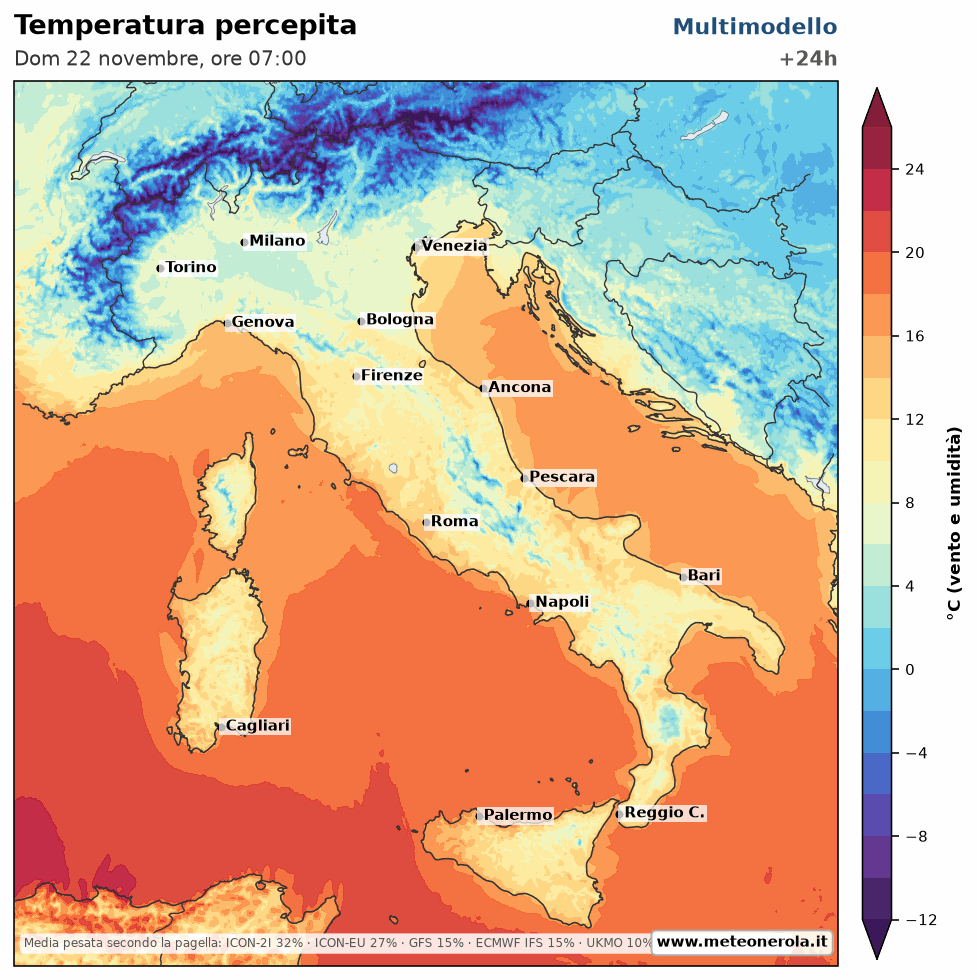 Temperatura percepita
Multimodello
Dom 22 novembre, ore 07:00
+24h
Milano
Venezia
Torino
Genova
Bologna
Firenze
Ancona
Pescara
Roma
Bari
Napoli
Cagliari
Palermo
Reggio C.
24
20
16
12
8
4
0
−4
−8
−12
°C (vento e umidità)
Media pesata secondo la pagella: ICON-2I 32% · ICON-EU 27% · GFS 15% · ECMWF IFS 15% · UKMO 10%
www.meteonerola.it